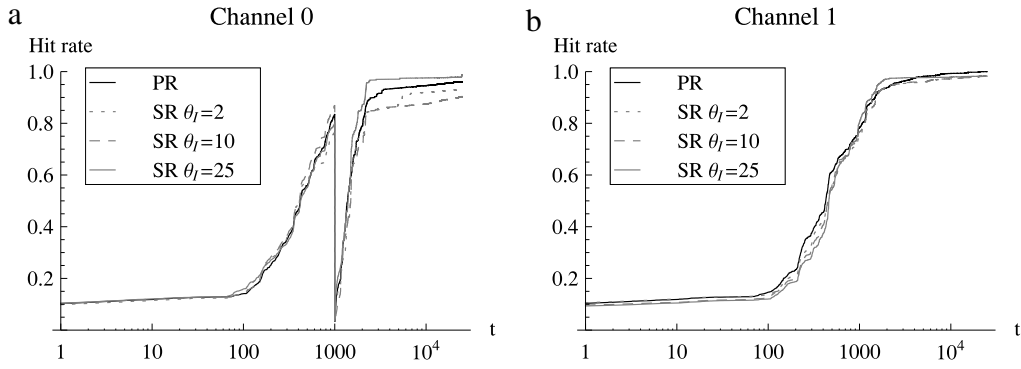 a
Channel 0
Hit rate
1.0
0.8
0.6
0.4
0.2
PR
SR θI=2
SR θI=10
SR θI=25
1 10 100 1000 10^4
t
b
Channel 1
Hit rate
1.0
0.8
0.6
0.4
0.2
PR
SR θI=2
SR θI=10
SR θI=25
1 10 100 1000 10^4
t